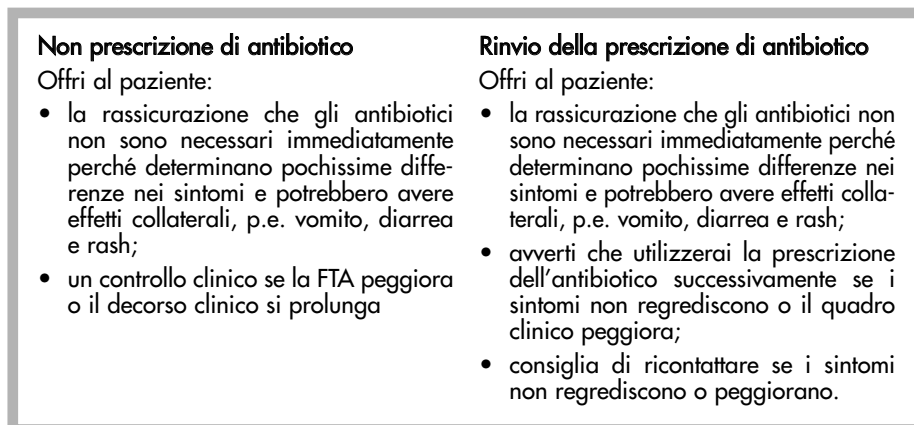 Non prescrizione di antibiotico
Offri al paziente:
• la rassicurazione che gli antibiotici
non sono necessari immediatamente
perché determinano pochissime diffe-
renze nei sintomi e potrebbero avere
effetti collaterali, p.e. vomito, diarrea
e rash;
• un controllo clinico se la FTA peggiora
o il decorso clinico si prolunga
Rinvio della prescrizione di antibiotico
Offri al paziente:
• la rassicurazione che gli antibiotici non
sono necessari immediatamente perché
determinano pochissime differenze nei
sintomi e potrebbero avere effetti colla-
terali, p.e. vomito, diarrea e rash;
• avverti che utilizzerai la prescrizione
dell'antibiotico successivamente se i
sintomi non regrediscono o il quadro
clinico peggiora;
• consiglia di ricontattare se i sintomi
non regrediscono o peggiorano.